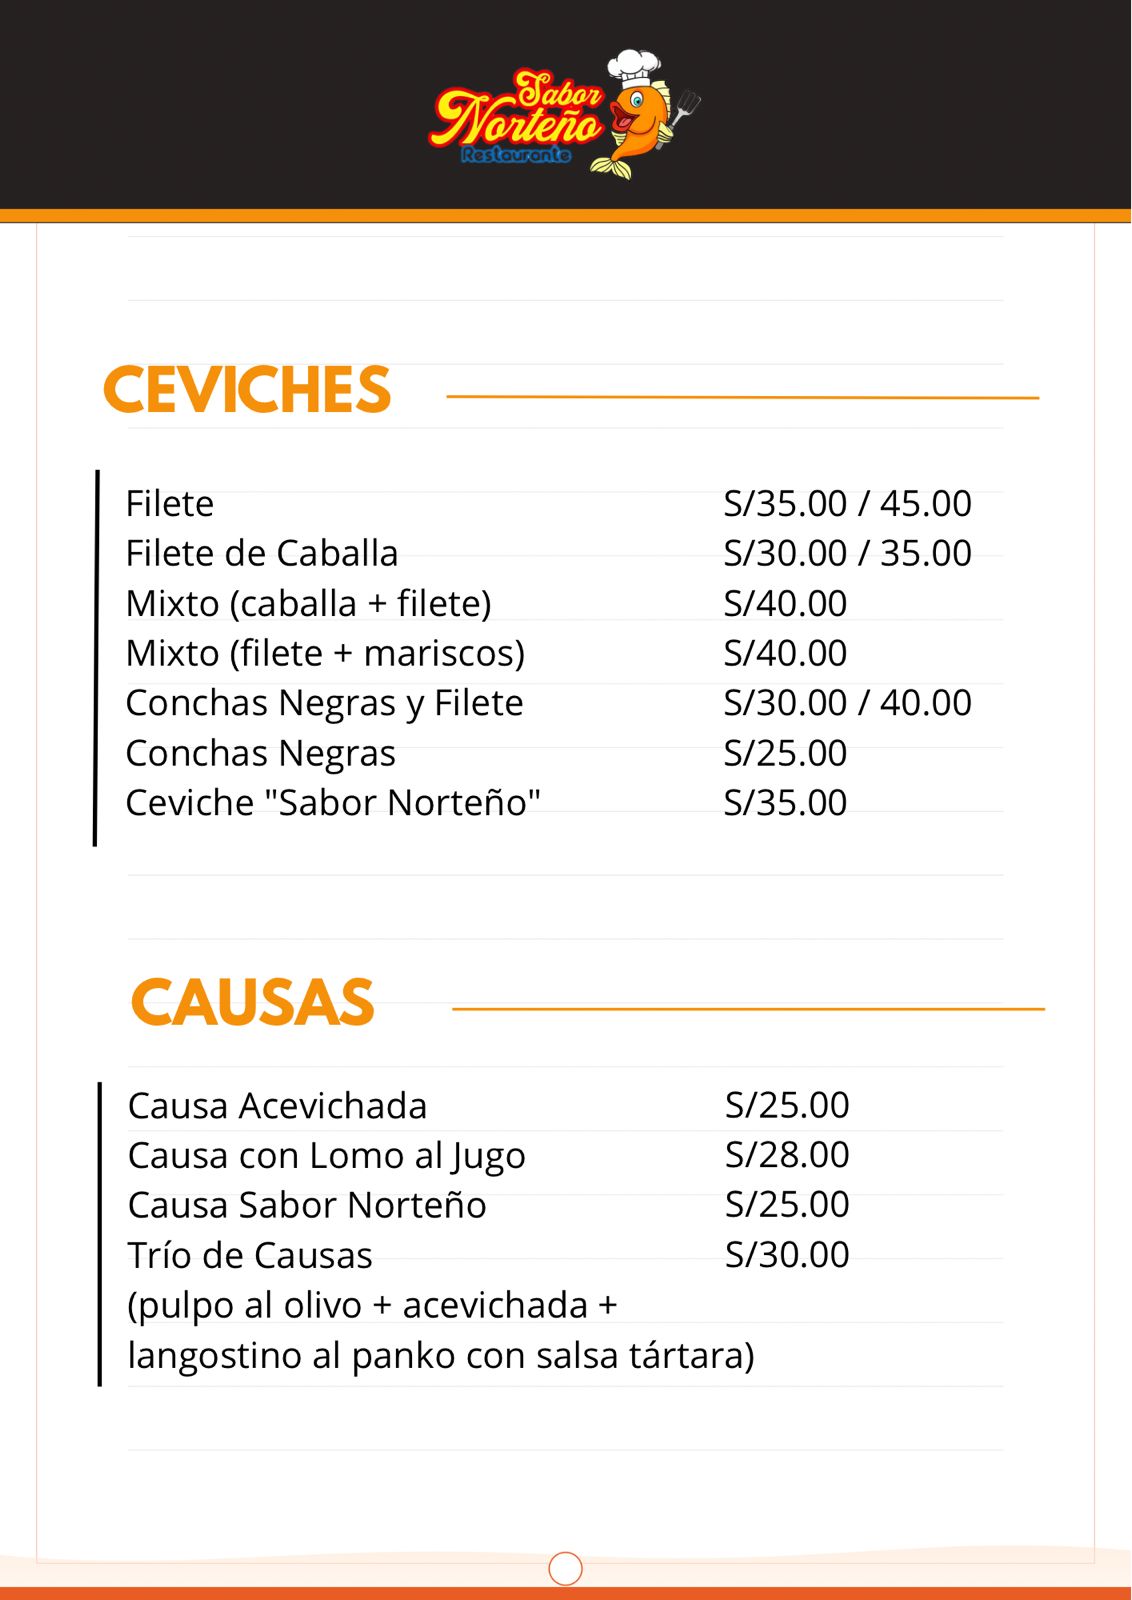 Sabor
Norteño
Restaurante
CEVICHES
Filete S/35.00 / 45.00
Filete de Caballa S/30.00 / 35.00
Mixto (caballa + filete) S/40.00
Mixto (filete + mariscos) S/40.00
Conchas Negras y Filete S/30.00 / 40.00
Conchas Negras S/25.00
Ceviche "Sabor Norteño" S/35.00
CAUSAS
Causa Acevichada S/25.00
Causa con Lomo al Jugo S/28.00
Causa Sabor Norteño S/25.00
Trío de Causas S/30.00
(pulpo al olivo + acevichada +
langostino al panko con salsa tártara)